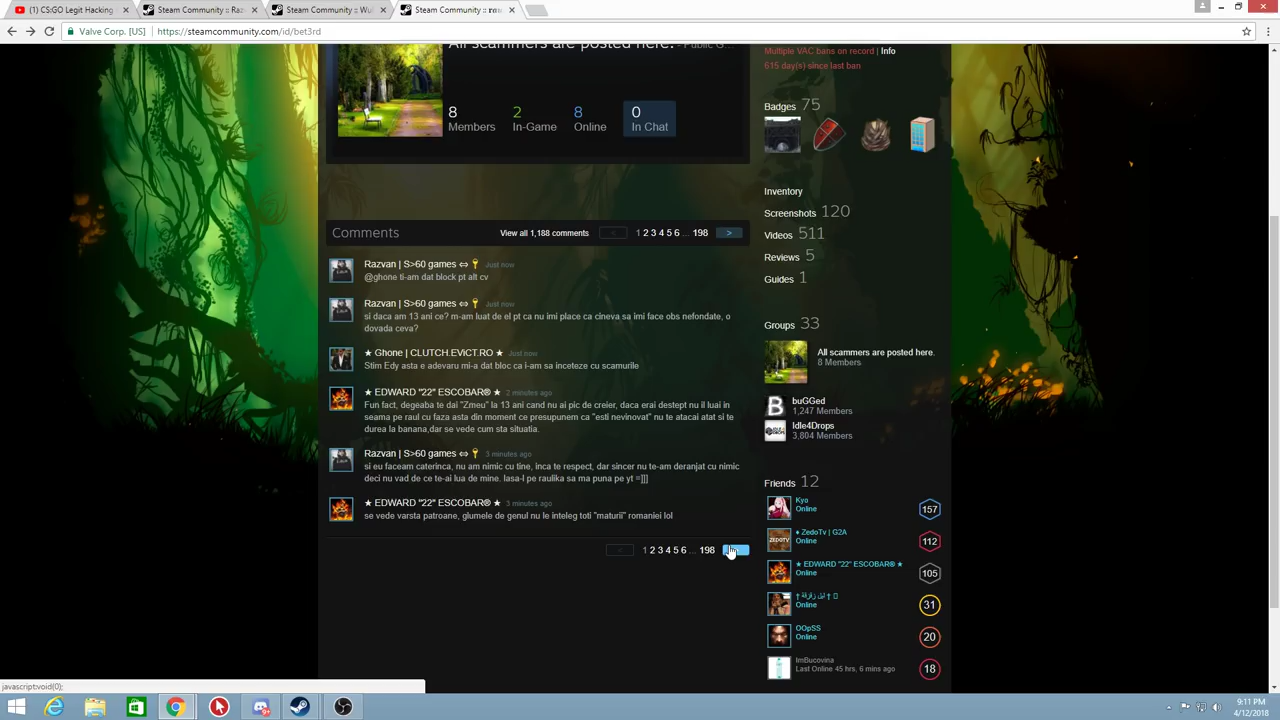 (1) CS:GO Legit Hacking
Steam Community :: Raz
Steam Community :: Wul
Steam Community ::
Valve Corp. [US]
https://steamcommunity.com/id/bet3rd
All scammers are posted here. - Public G...
8 Members
2 In-Game
8 Online
0 In Chat
Comments
View all 1,188 comments
< 1 2 3 4 5 6 ... 198 >
Razvan | S>60 games ⇔ Just now
@ghone ti-am dat block pt alt cv
Razvan | S>60 games ⇔ Just now
si daca am 13 ani ce? m-am luat de el pt ca nu imi place ca cineva sa imi face obs nefondate, o
dovada ceva?
★ Ghone | CLUTCH.EViCT.RO ★ Just now
Stim Edy asta e adevaru mi-a dat bloc ca i-am sa inceteze cu scamurile
★ EDWARD "22" ESCOBAR® ★ 2 minutes ago
Fun fact, degeaba te dai "Zmeu" la 13 ani cand nu ai pic de creier, daca erai destept nu il luai in
seama pe raul cu faza asta din moment ce presupunem ca "esti nevinovat" nu te atacai atat si te
durea la banana,dar se vede cum sta situatia.
Razvan | S>60 games ⇔ 3 minutes ago
si eu faceam caterinca, nu am nimic cu tine, inca te respect, dar sincer nu te-am deranjat cu nimic
deci nu vad de ce te-ai lua de mine. lasa-l pe raulika sa ma puna pe yt =]]]
★ EDWARD "22" ESCOBAR® ★ 3 minutes ago
se vede varsta patroane, glumele de genul nu le inteleg toti "maturii" romaniei lol
< 1 2 3 4 5 6 ... 198
Multiple VAC bans on record | Info
615 day(s) since last ban
Badges 75
Inventory
Screenshots 120
Videos 511
Reviews 5
Guides 1
Groups 33
All scammers are posted here.
8 Members
buGGed
1,247 Members
Idle4Drops
3,804 Members
Friends 12
Kyo
Online
157
♦ ZedoTv | G2A
Online
112
★ EDWARD "22" ESCOBAR® ★
Online
105
Online
31
OOpSS
Online
20
ImBucovina
Last Online 45 hrs, 6 mins ago
18
javascript:void(0);
9:11 PM
4/12/2018